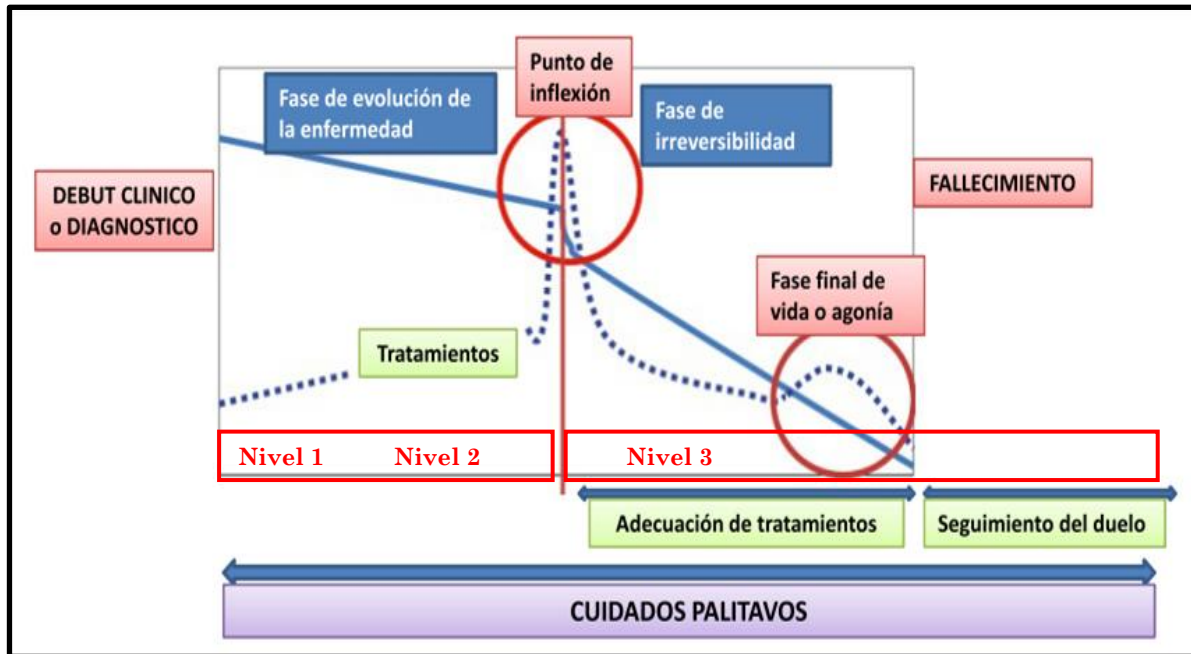 Punto de
inflexión
Fase de evolución de
la enfermedad
Fase de
irreversibilidad
DEBUT CLINICO
o DIAGNOSTICO
FALLECIMIENTO
Fase final de
vida o agonía
Tratamientos
Nivel 1 Nivel 2 Nivel 3
Adecuación de tratamientos
Seguimiento del duelo
CUIDADOS PALITAVOS